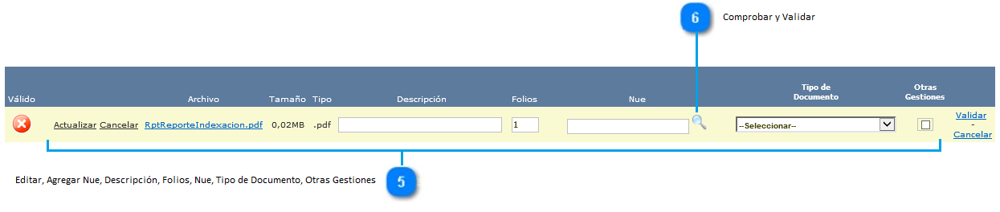 6 Comprobar y Validar
Válido Archivo Tamaño Tipo Descripción Folios Nue Tipo de Documento Otras Gestiones
Actualizar Cancelar RptReporteIndexacion.pdf 0,02MB .pdf 1 --Seleccionar-- Validar - Cancelar
Editar, Agregar Nue, Descripción, Folios, Nue, Tipo de Documento, Otras Gestiones 5